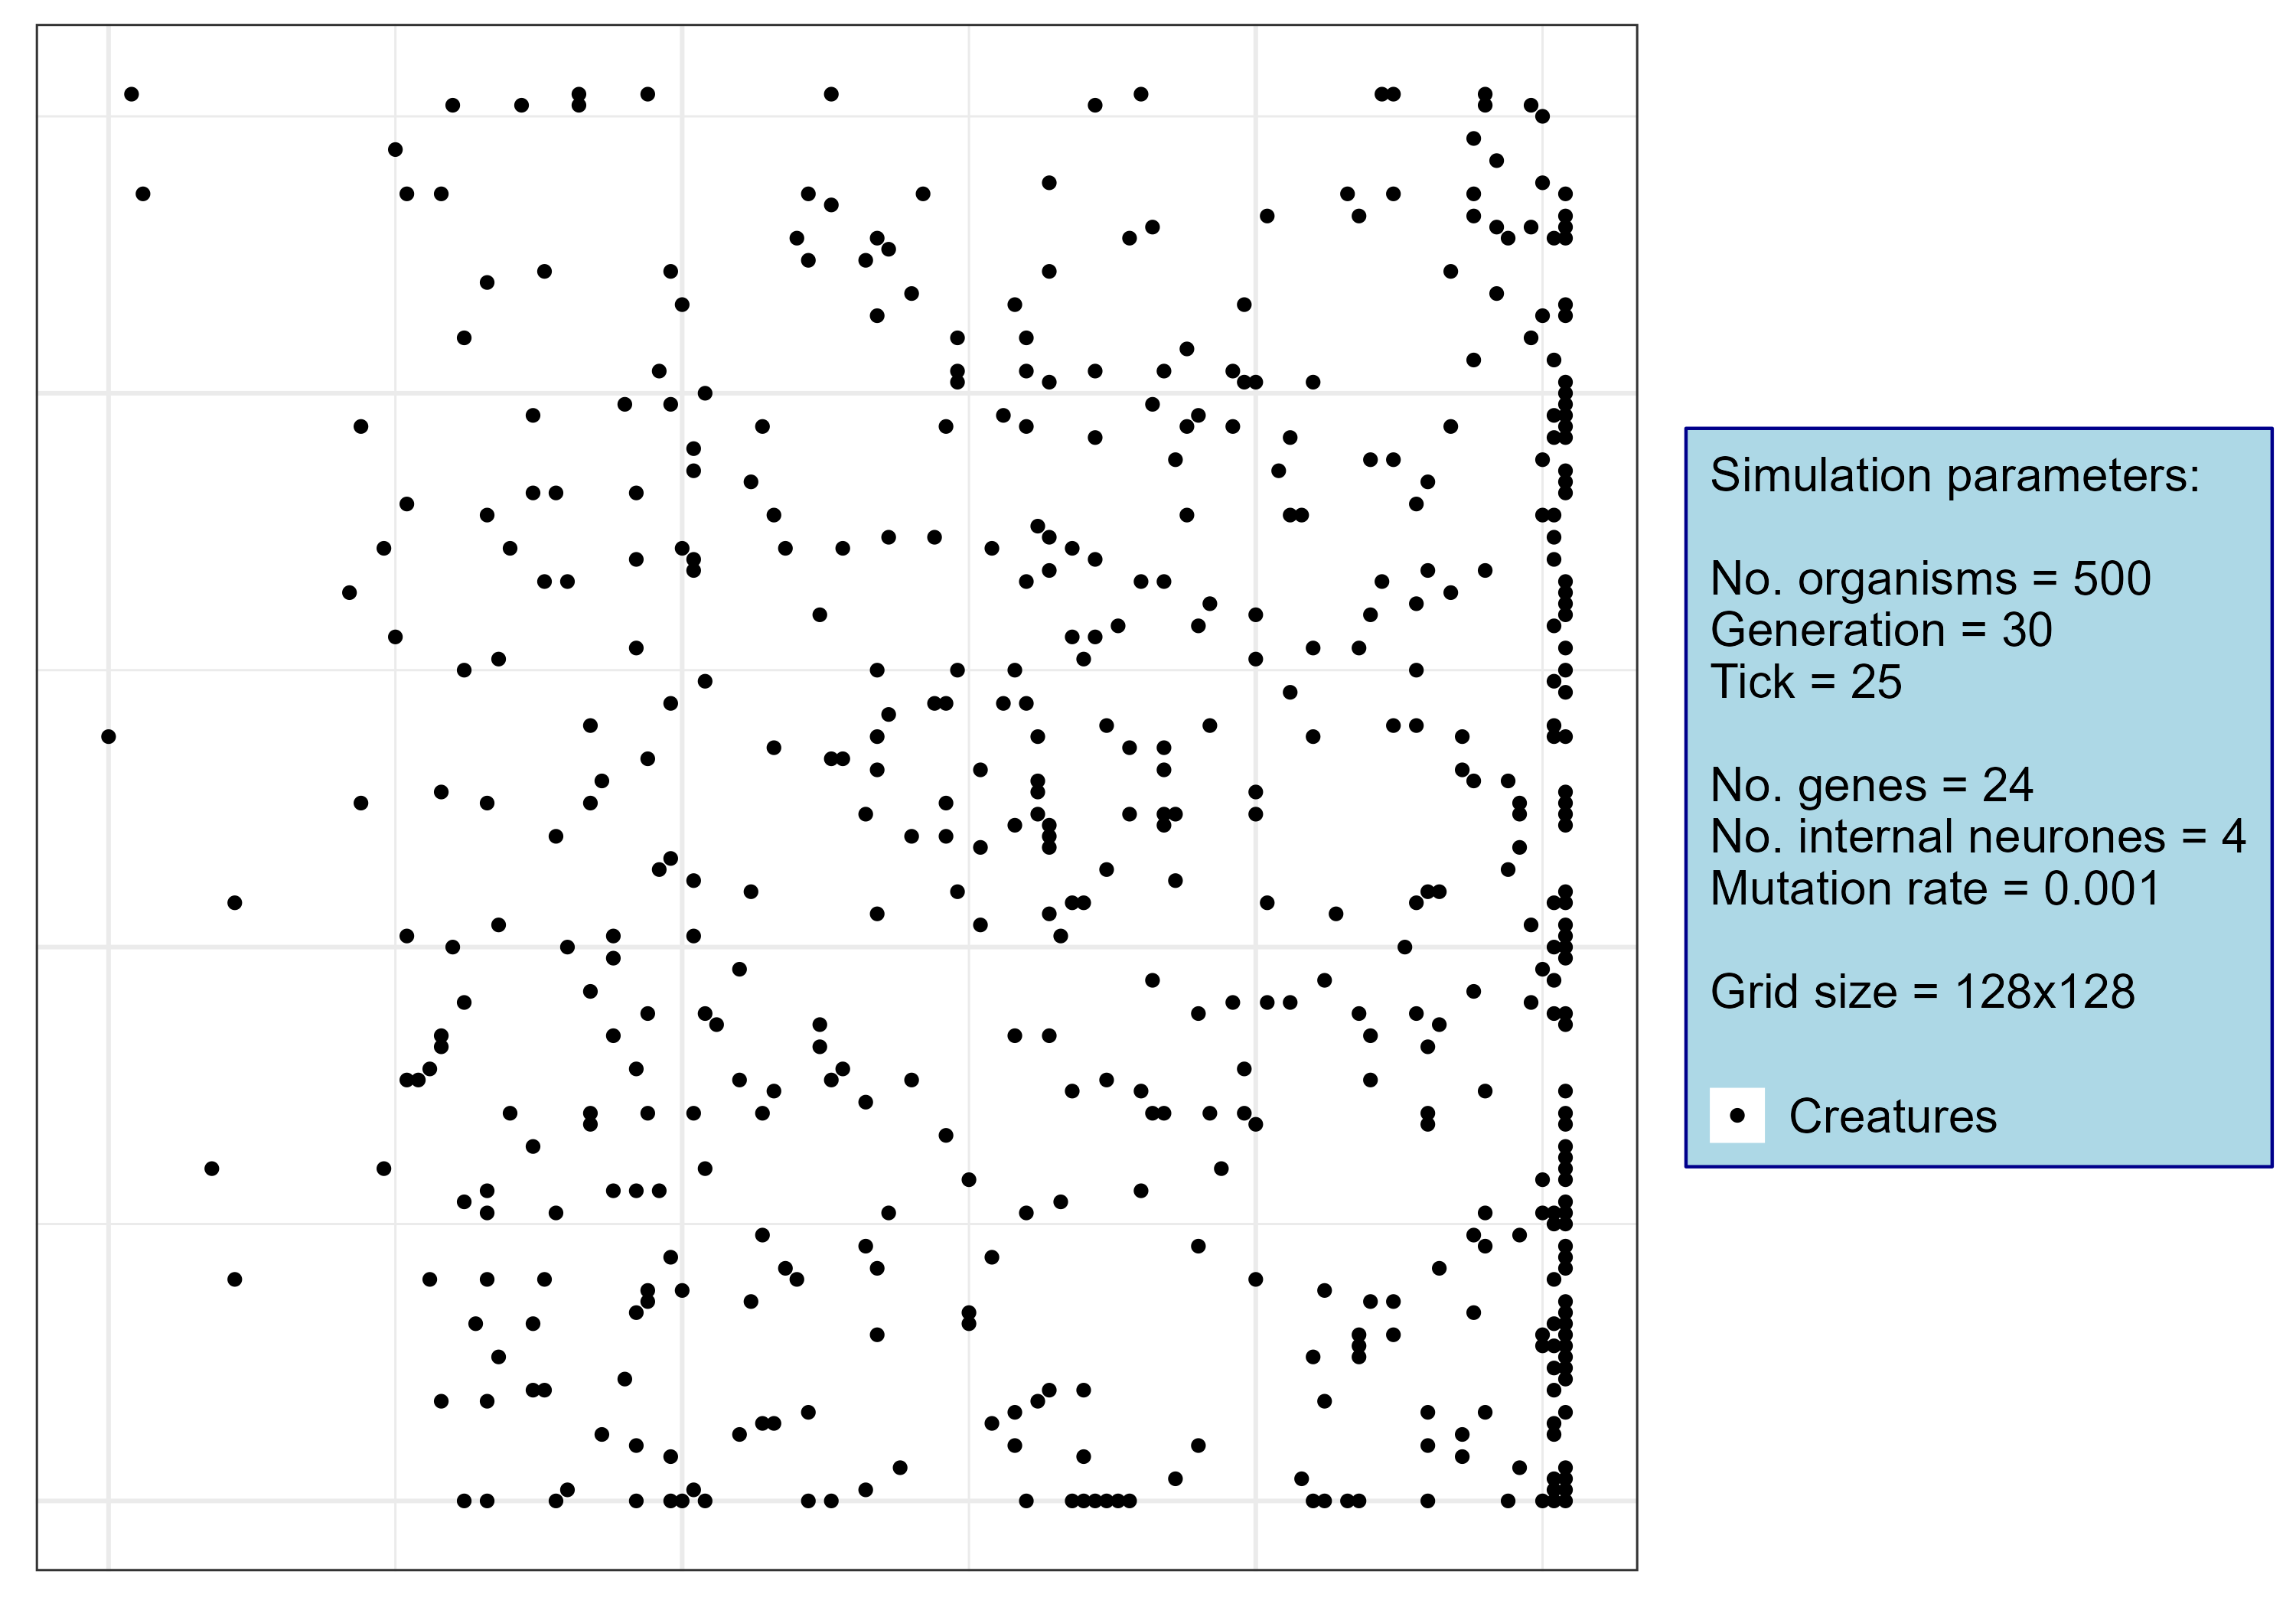 Simulation parameters:
No. organisms = 500
Generation = 30
Tick = 25
No. genes = 24
No. internal neurones = 4
Mutation rate = 0.001
Grid size = 128x128
Creatures